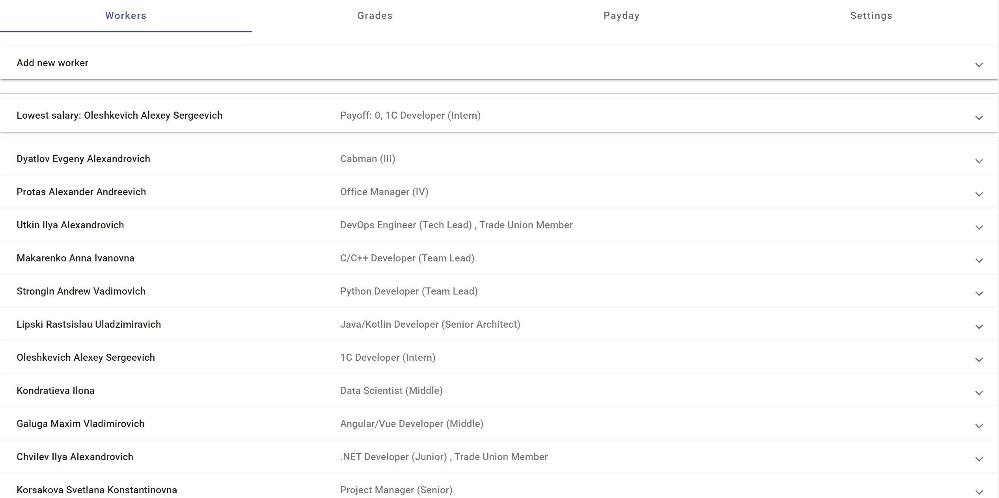 Workers Grades Payday Settings
Add new worker
Lowest salary: Oleshkevich Alexey Sergeevich Payoff: 0, 1C Developer (Intern)
Dyatlov Evgeny Alexandrovich Cabman (III)
Protas Alexander Andreevich Office Manager (IV)
Utkin Ilya Alexandrovich DevOps Engineer (Tech Lead) , Trade Union Member
Makarenko Anna Ivanovna C/C++ Developer (Team Lead)
Strongin Andrew Vadimovich Python Developer (Team Lead)
Lipski Rastsislau Uladzimiravich Java/Kotlin Developer (Senior Architect)
Oleshkevich Alexey Sergeevich 1C Developer (Intern)
Kondratieva Ilona Data Scientist (Middle)
Galuga Maxim Vladimirovich Angular/Vue Developer (Middle)
Chvilev Ilya Alexandrovich .NET Developer (Junior) , Trade Union Member
Korsakova Svetlana Konstantinovna Project Manager (Senior)